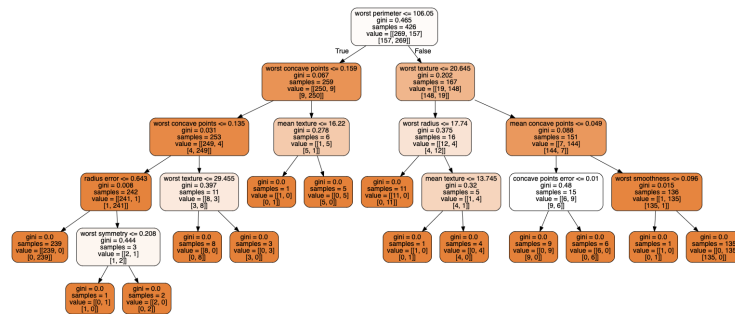 worst perimeter <= 106.05
gini = 0.465
samples = 426
value = [[269, 157]
[157, 269]]
True
False
worst concave points <= 0.159
gini = 0.067
samples = 259
value = [[250, 9]
[9, 250]]
worst texture <= 20.645
gini = 0.202
samples = 167
value = [[19, 148]
[148, 19]]
worst concave points <= 0.135
gini = 0.031
samples = 253
value = [[249, 4]
[4, 249]]
mean texture <= 16.22
gini = 0.278
samples = 6
value = [[1, 5]
[5, 1]]
worst radius <= 17.74
gini = 0.375
samples = 16
value = [[12, 4]
[4, 12]]
mean concave points <= 0.049
gini = 0.088
samples = 151
value = [[7, 144]
[144, 7]]
radius error <= 0.643
gini = 0.008
samples = 242
value = [[241, 1]
[1, 241]]
worst texture <= 29.455
gini = 0.397
samples = 11
value = [[8, 3]
[3, 8]]
gini = 0.0
samples = 1
value = [[1, 0]
[0, 1]]
gini = 0.0
samples = 5
value = [[0, 5]
[5, 0]]
gini = 0.0
samples = 11
value = [[11, 0]
[0, 11]]
mean texture <= 13.745
gini = 0.32
samples = 5
value = [[1, 4]
[4, 1]]
concave points error <= 0.01
gini = 0.48
samples = 15
value = [[6, 9]
[9, 6]]
worst smoothness <= 0.096
gini = 0.015
samples = 136
value = [[1, 135]
[135, 1]]
gini = 0.0
samples = 239
value = [[239, 0]
[0, 239]]
worst symmetry <= 0.208
gini = 0.444
samples = 3
value = [[2, 1]
[1, 2]]
gini = 0.0
samples = 8
value = [[8, 0]
[0, 8]]
gini = 0.0
samples = 3
value = [[0, 3]
[3, 0]]
gini = 0.0
samples = 1
value = [[1, 0]
[0, 1]]
gini = 0.0
samples = 4
value = [[0, 4]
[4, 0]]
gini = 0.0
samples = 9
value = [[0, 9]
[9, 0]]
gini = 0.0
samples = 6
value = [[6, 0]
[0, 6]]
gini = 0.0
samples = 1
value = [[1, 0]
[0, 1]]
gini = 0.0
samples = 135
value = [[0, 135]
[135, 0]]
gini = 0.0
samples = 1
value = [[0, 1]
[1, 0]]
gini = 0.0
samples = 2
value = [[2, 0]
[0, 2]]